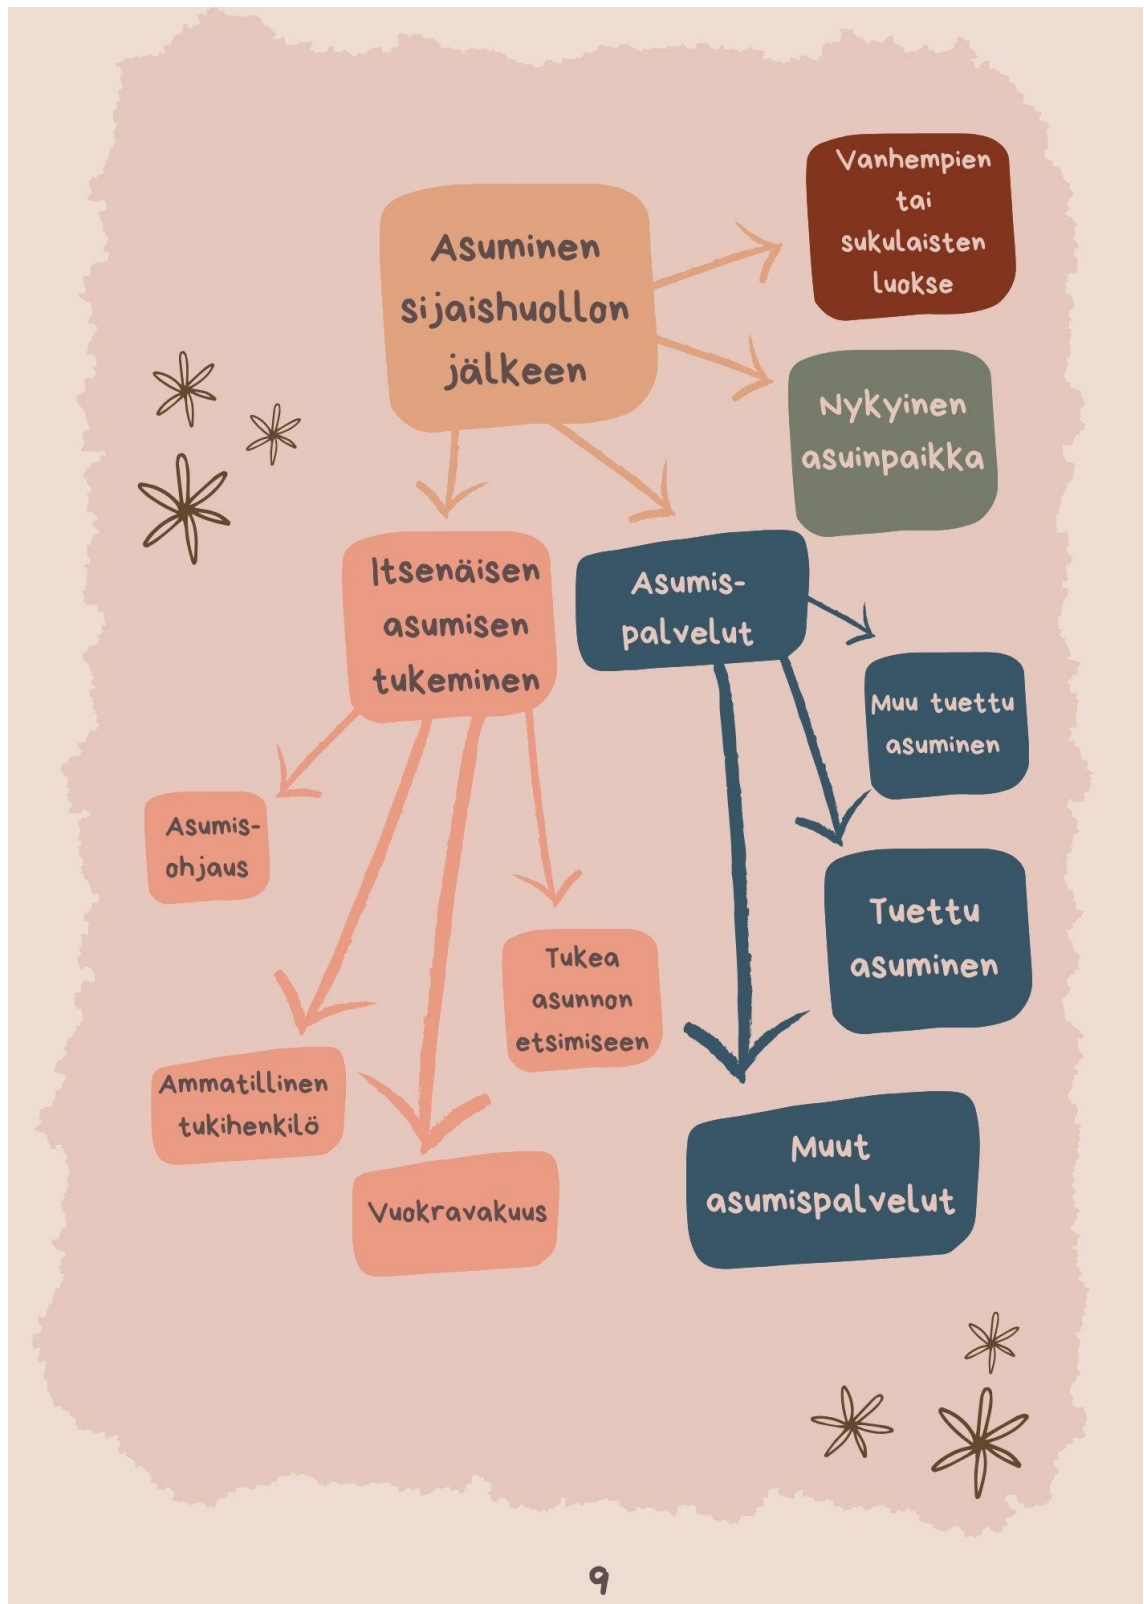 Asuminen
sijaishuollon
jälkeen
Vanhempien
tai
sukulaisten
luokse
Nykyinen
asuinpaikka
Itsenäisen
asumisen
tukeminen
Asumis-
palvelut
Muu tuettu
asuminen
Asumis-
ohjaus
Tuettu
asuminen
Tukea
asunnon
etsimiseen
Ammatillinen
tukihenkilö
Vuokravakuus
Muut
asumispalvelut
9